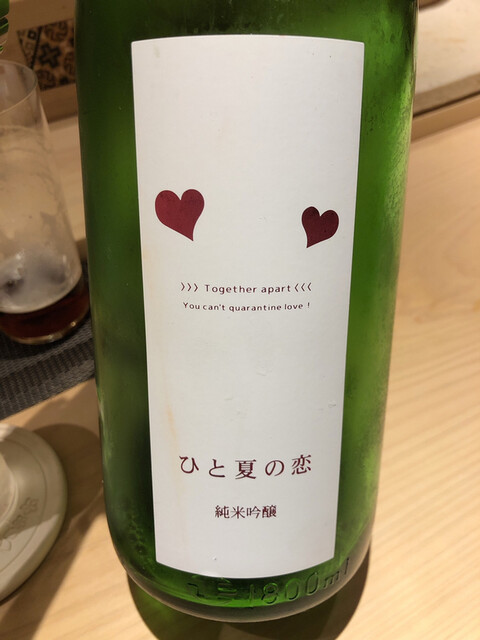 》》》Together apart《《《
You can't quarantine love !
ひと夏の恋
純米吟醸
1800ml